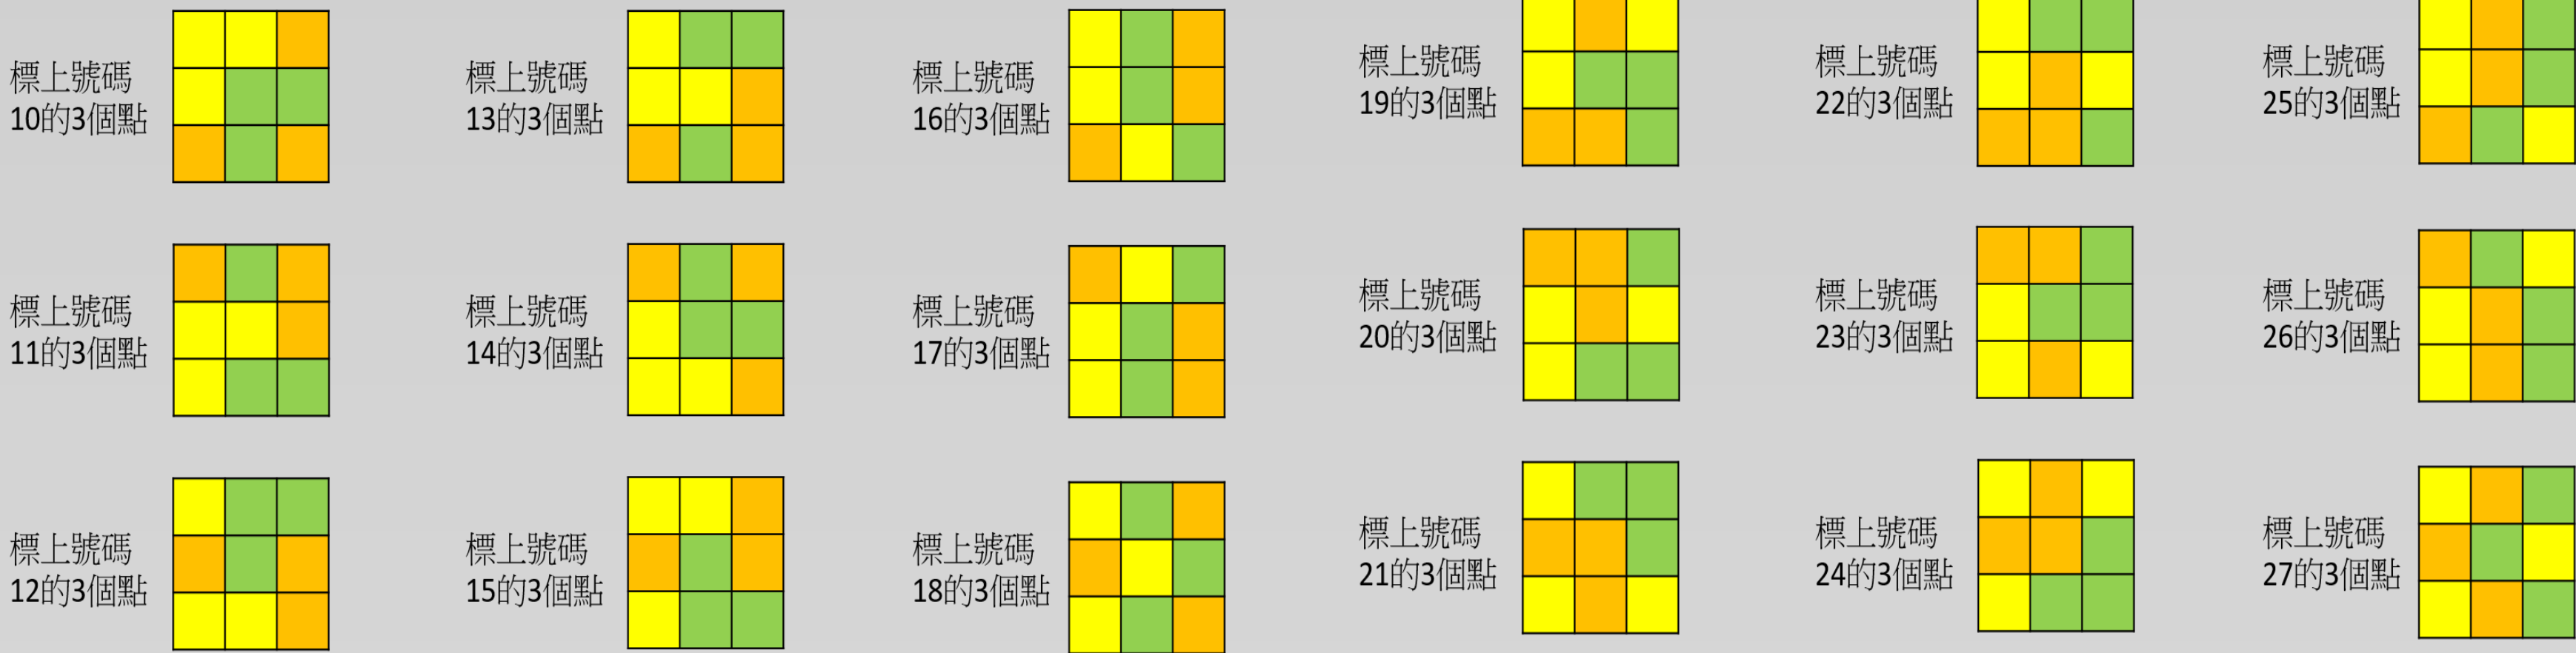 標上號碼
10的3個點
標上號碼
13的3個點
標上號碼
16的3個點
標上號碼
19的3個點
標上號碼
22的3個點
標上號碼
25的3個點
標上號碼
11的3個點
標上號碼
14的3個點
標上號碼
17的3個點
標上號碼
20的3個點
標上號碼
23的3個點
標上號碼
26的3個點
標上號碼
12的3個點
標上號碼
15的3個點
標上號碼
18的3個點
標上號碼
21的3個點
標上號碼
24的3個點
標上號碼
27的3個點